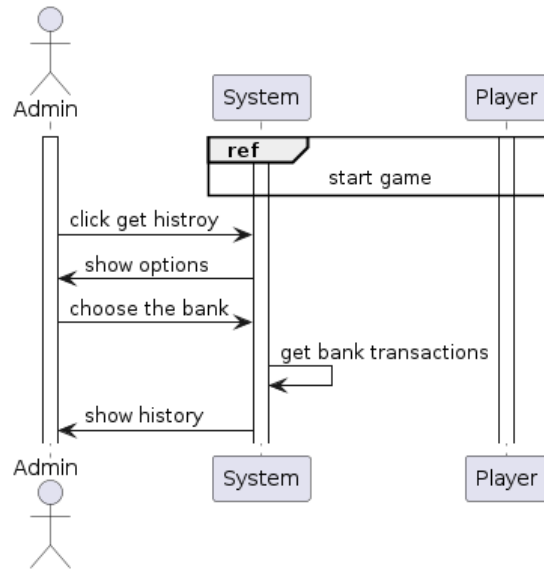 Admin
System
Player
ref
start game
click get histroy
show options
choose the bank
get bank transactions
show history
Admin
System
Player